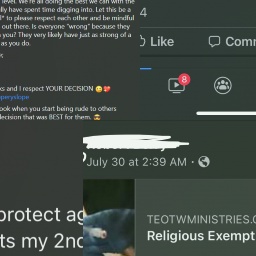 level. We're all doing the best we can with the
lly have spent time digging into. Let this be a
* to please respect each other and be mindful
out there. Is everyone "wrong" because they
you? They very likely have just as strong of a
as you do.
ks and I respect YOUR DECISION
peryslope
ook when you start being rude to others
decision that was BEST for them.
4
Like
Comm
8
July 30 at 2:39 AM
TEOTWMINISTRIES.C
Religious Exempt
protect ag
ts my 2nd